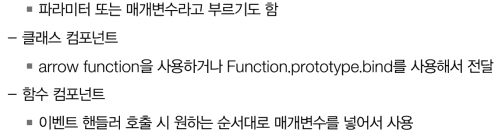 ▪ 파라미터 또는 매개변수라고 부르기도 함
– 클래스 컴포넌트
▪ arrow function을 사용하거나 Function.prototype.bind를 사용해서 전달
– 함수 컴포넌트
▪ 이벤트 핸들러 호출 시 원하는 순서대로 매개변수를 넣어서 사용